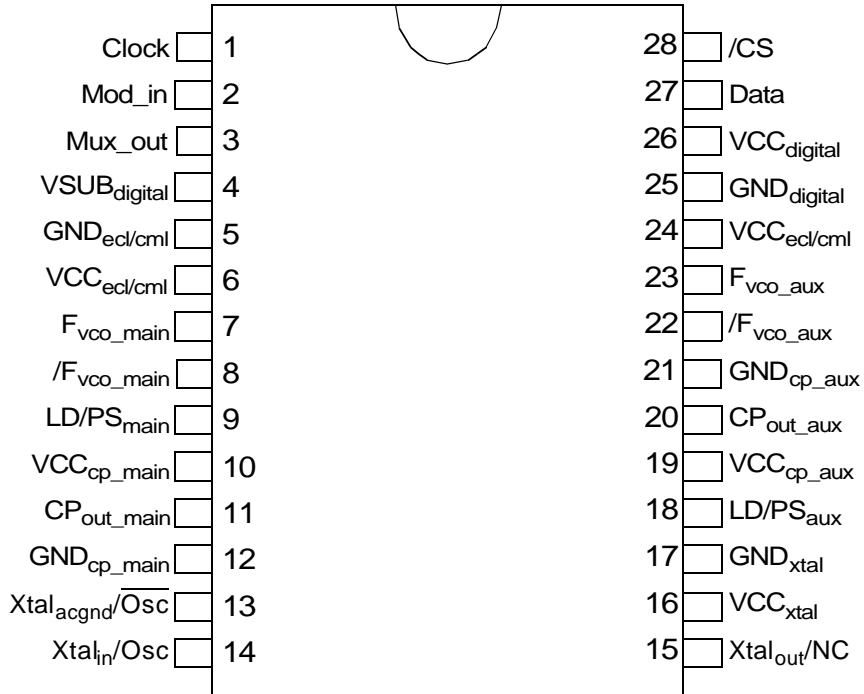 Clock 1 28 /CS
Mod_in 2 27 Data
Mux_out 3 26 VCCdigital
VSUBdigital 4 25 GNDdigital
GNDecl/cml 5 24 VCCecl/cml
VCCecl/cml 6 23 Fvco_aux
Fvco_main 7 22 /Fvco_aux
/Fvco_main 8 21 GNDcp_aux
LD/PSmain 9 20 CPout_aux
VCCcp_main 10 19 VCCcp_aux
CPout_main 11 18 LD/PSaux
GNDcp_main 12 17 GNDxtal
Xtalacgnd/Osc 13 16 VCCxtal
Xtalin/Osc 14 15 Xtalout/NC